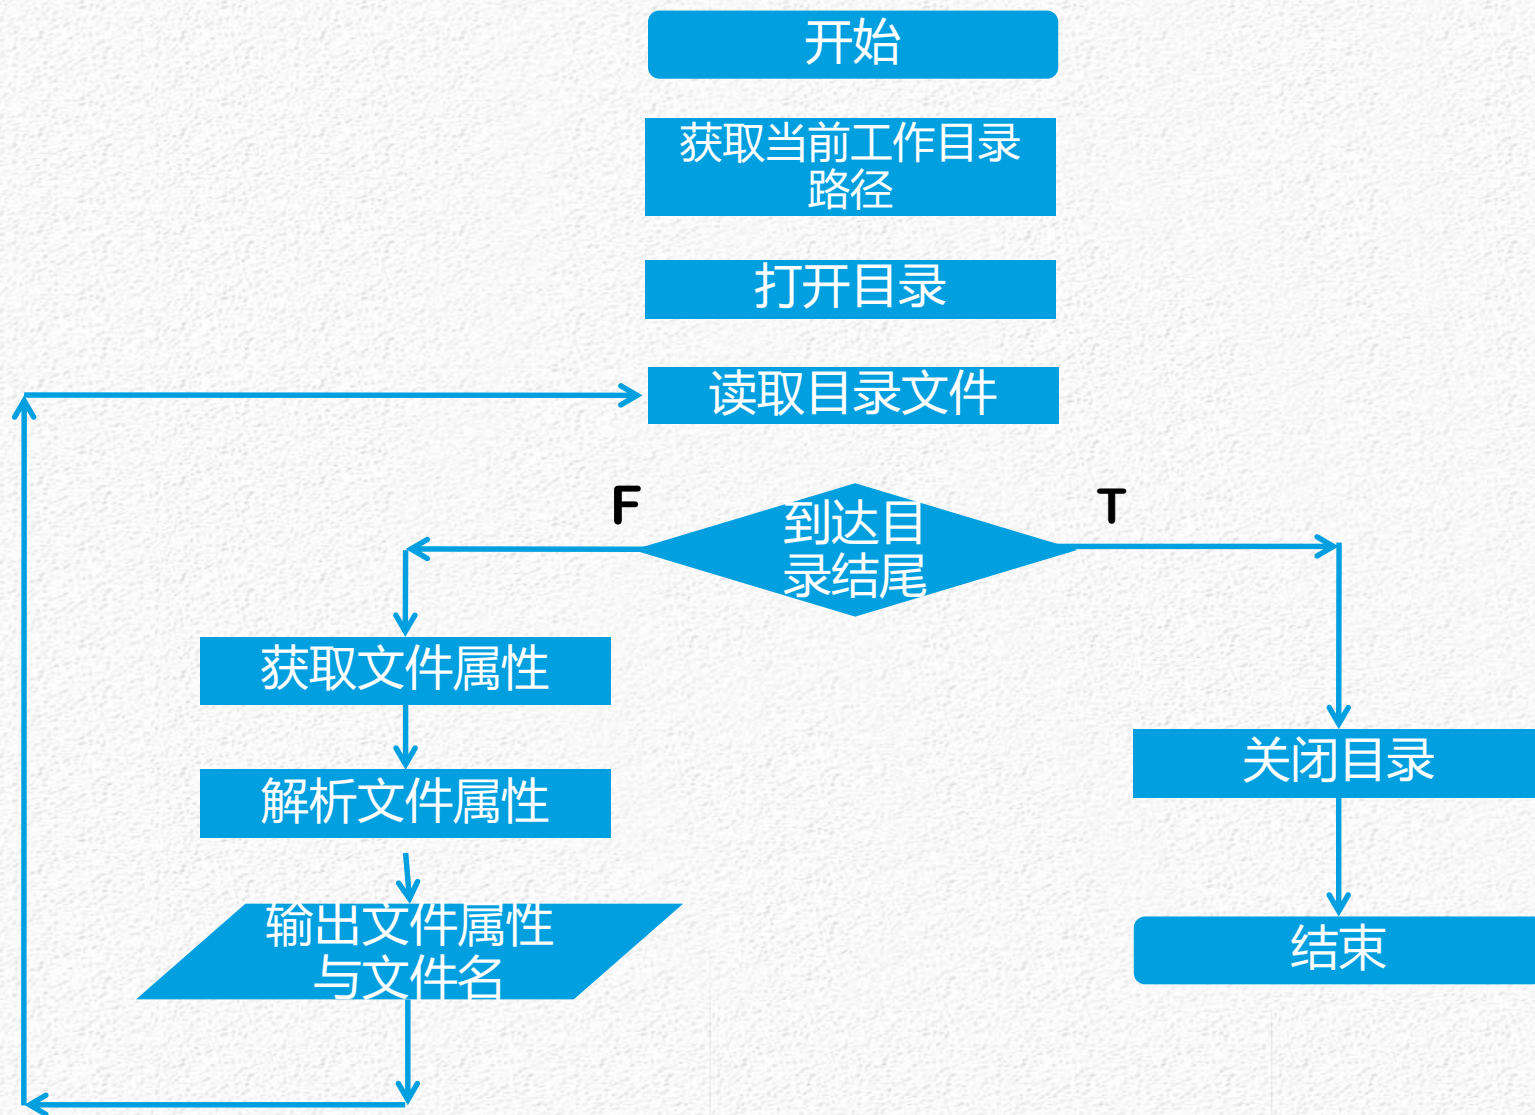 开始
获取当前工作目录
路径
打开目录
读取目录文件
F
T
到达目
录结尾
获取文件属性
解析文件属性
输出文件属性
与文件名
关闭目录
结束